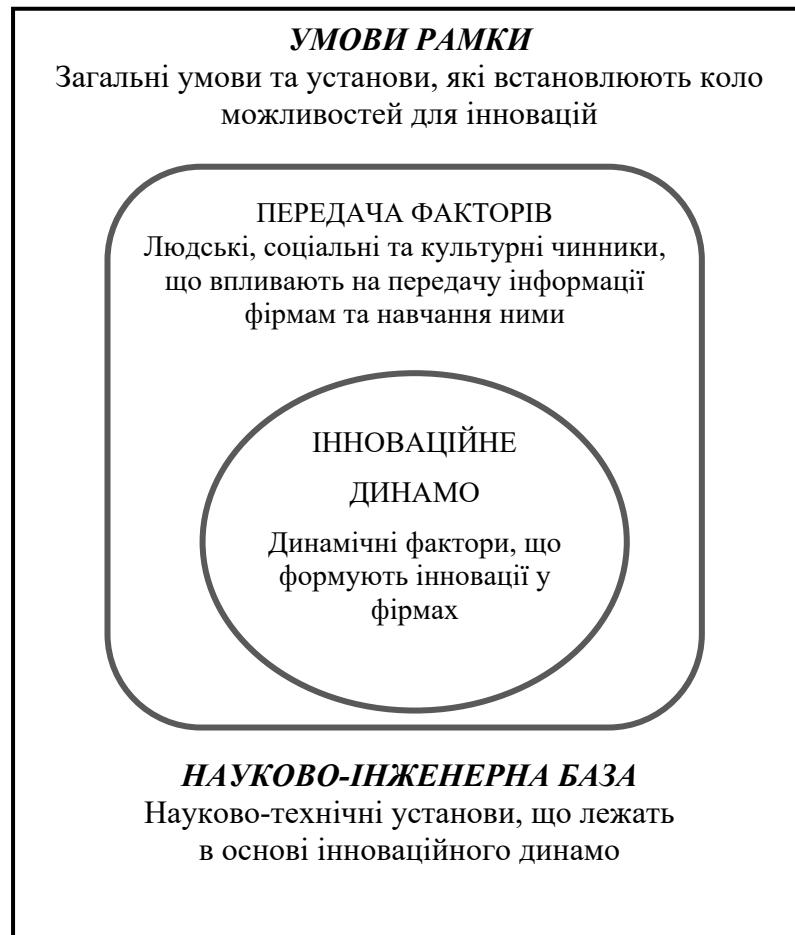 УМОВИ РАМКИ
Загальні умови та установи, які встановлюють коло
можливостей для інновацій
ПЕРЕДАЧА ФАКТОРІВ
Людські, соціальні та культурні чинники,
що впливають на передачу інформації
фірмам та навчання ними
ІННОВАЦІЙНЕ
ДИНАМО
Динамічні фактори, що
формують інновації у
фірмах
НАУКОВО-ІНЖЕНЕРНА БАЗА
Науково-технічні установи, що лежать
в основі інноваційного динамо